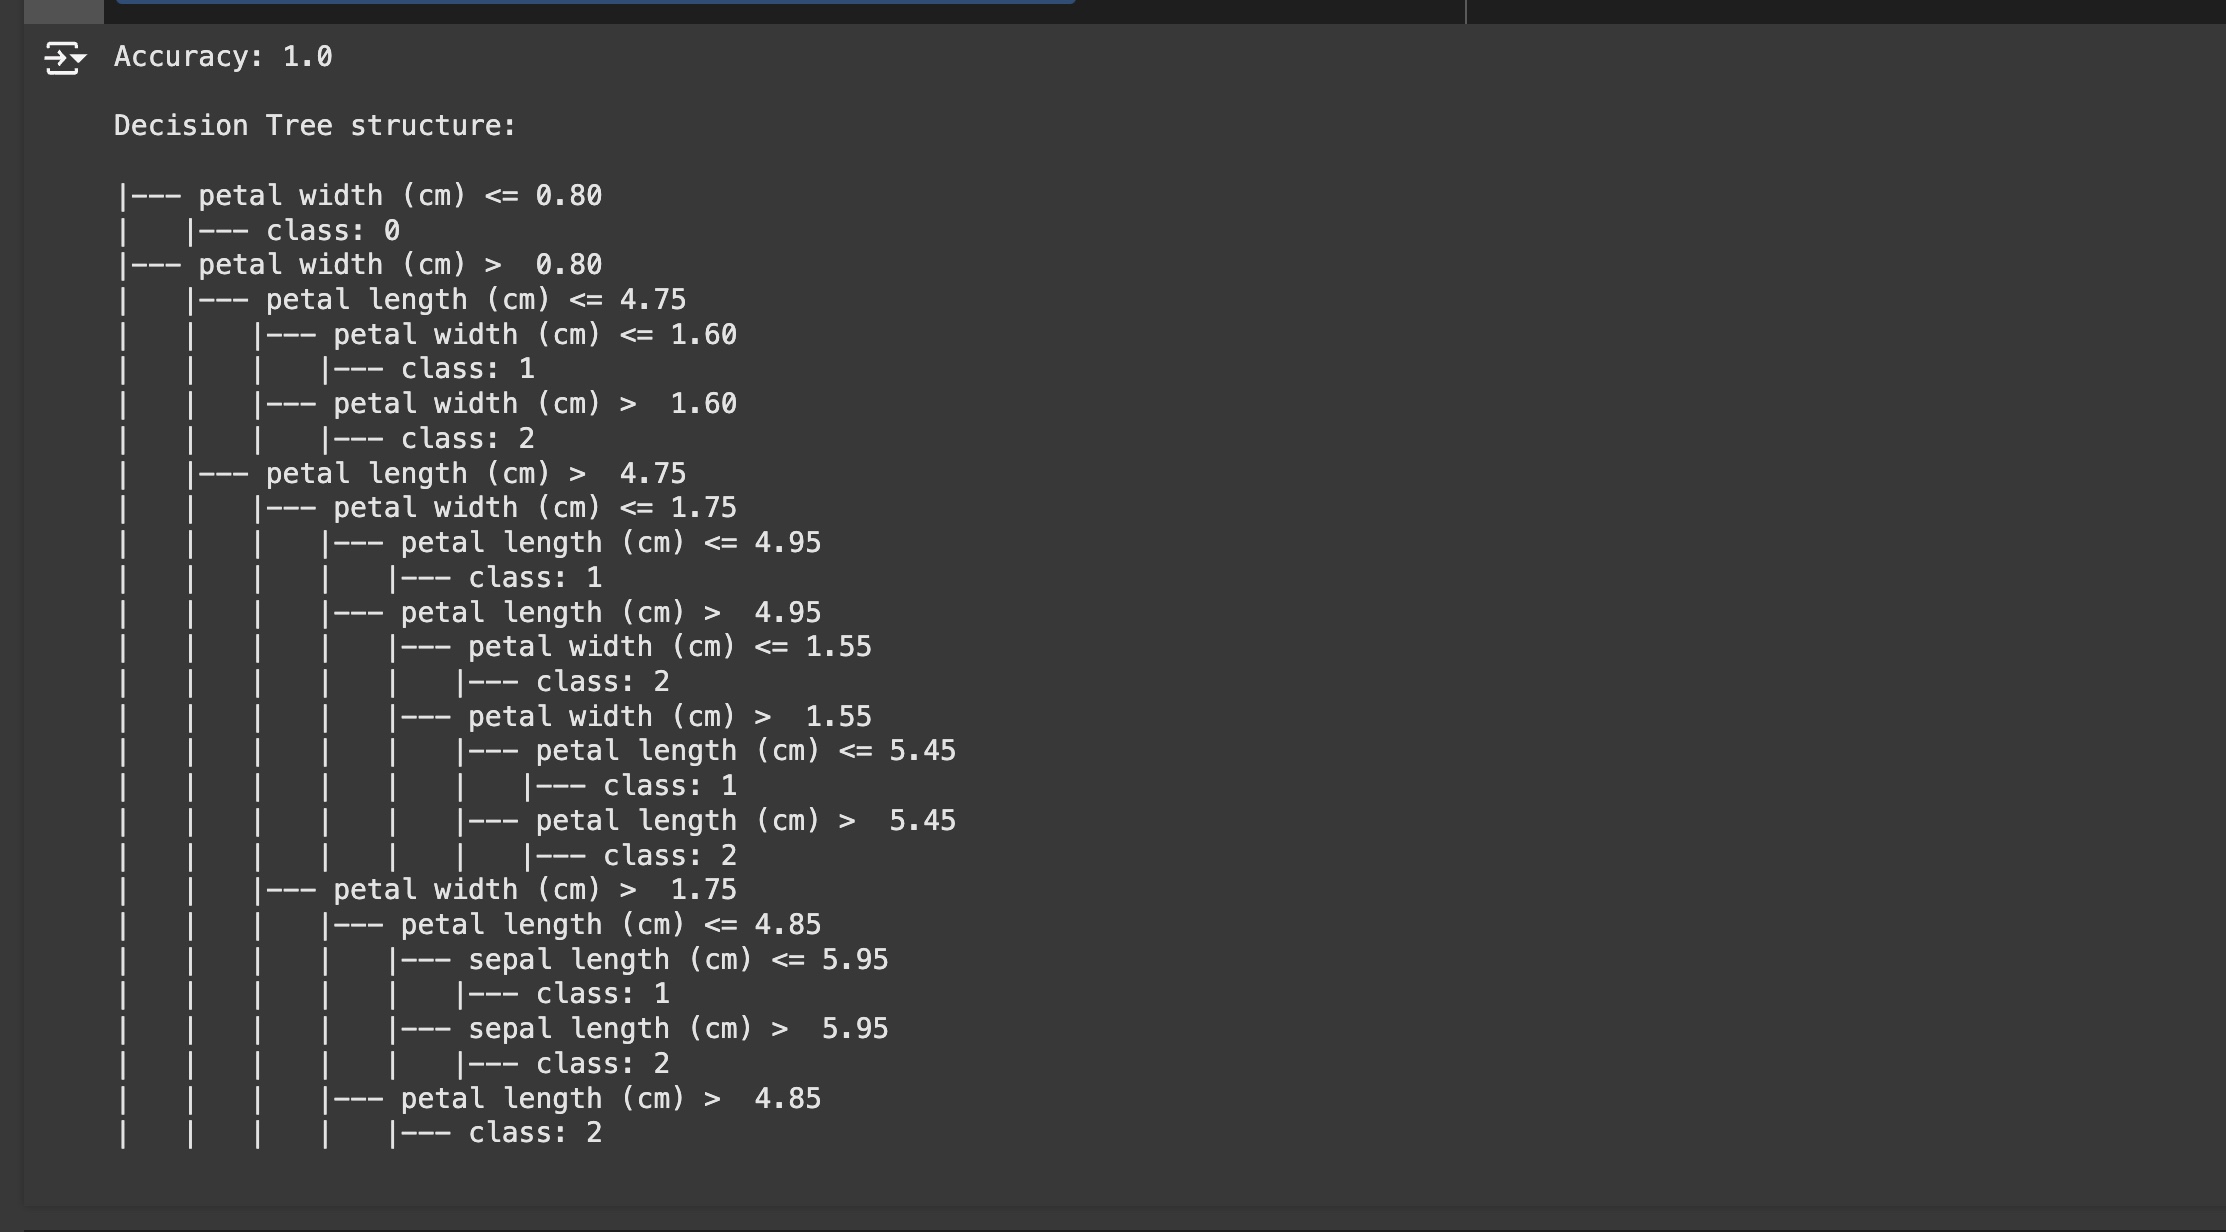 Accuracy: 1.0
Decision Tree structure:
|--- petal width (cm) <= 0.80
|   |--- class: 0
|--- petal width (cm) >  0.80
|   |--- petal length (cm) <= 4.75
|   |   |--- petal width (cm) <= 1.60
|   |   |   |--- class: 1
|   |   |--- petal width (cm) >  1.60
|   |   |   |--- class: 2
|   |--- petal length (cm) >  4.75
|   |   |--- petal width (cm) <= 1.75
|   |   |   |--- petal length (cm) <= 4.95
|   |   |   |   |--- class: 1
|   |   |   |--- petal length (cm) >  4.95
|   |   |   |   |--- petal width (cm) <= 1.55
|   |   |   |   |   |--- class: 2
|   |   |   |   |--- petal width (cm) >  1.55
|   |   |   |   |   |--- petal length (cm) <= 5.45
|   |   |   |   |   |   |--- class: 1
|   |   |   |   |   |--- petal length (cm) >  5.45
|   |   |   |   |   |   |--- class: 2
|   |   |--- petal width (cm) >  1.75
|   |   |   |--- petal length (cm) <= 4.85
|   |   |   |   |--- sepal length (cm) <= 5.95
|   |   |   |   |   |--- class: 1
|   |   |   |   |--- sepal length (cm) >  5.95
|   |   |   |   |   |--- class: 2
|   |   |   |--- petal length (cm) >  4.85
|   |   |   |   |--- class: 2